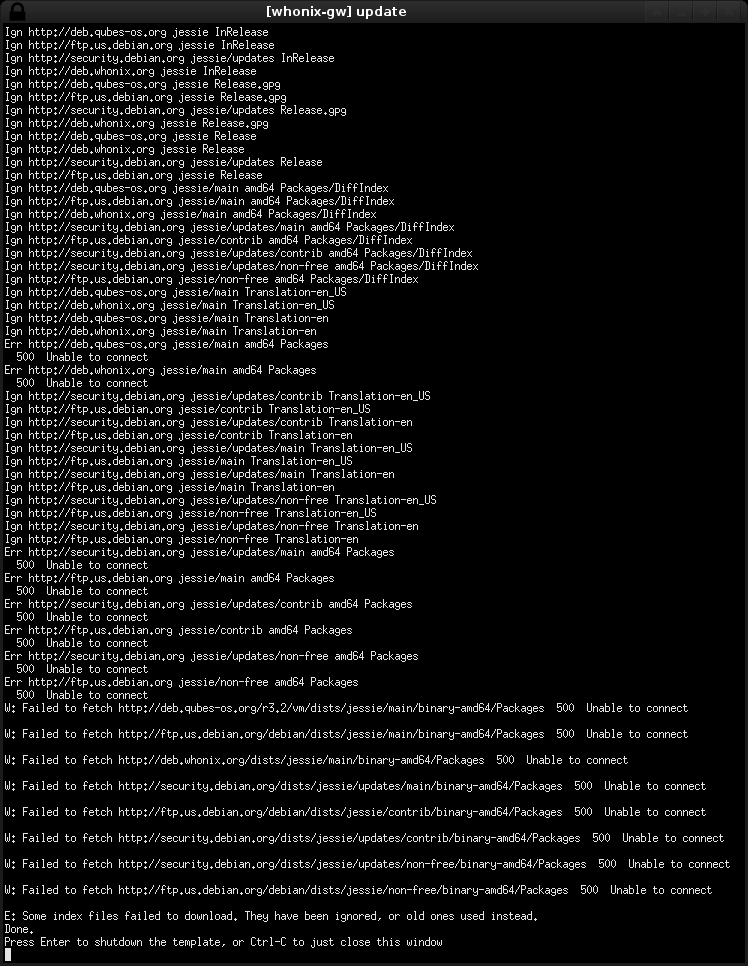 [whonix-gw] update
Ign http://deb.qubes-os.org jessie InRelease
Ign http://ftp.us.debian.org jessie InRelease
Ign http://security.debian.org jessie/updates InRelease
Ign http://deb.whonix.org jessie InRelease
Ign http://deb.qubes-os.org jessie Release.gpg
Ign http://ftp.us.debian.org jessie Release.gpg
Ign http://security.debian.org jessie/updates Release.gpg
Ign http://deb.whonix.org jessie Release.gpg
Ign http://deb.qubes-os.org jessie Release
Ign http://deb.whonix.org jessie Release
Ign http://security.debian.org jessie/updates Release
Ign http://ftp.us.debian.org jessie Release
Ign http://deb.qubes-os.org jessie/main amd64 Packages/DiffIndex
Ign http://ftp.us.debian.org jessie/main amd64 Packages/DiffIndex
Ign http://deb.whonix.org jessie/main amd64 Packages/DiffIndex
Ign http://security.debian.org jessie/updates/main amd64 Packages/DiffIndex
Ign http://ftp.us.debian.org jessie/contrib amd64 Packages/DiffIndex
Ign http://security.debian.org jessie/updates/contrib amd64 Packages/DiffIndex
Ign http://security.debian.org jessie/updates/non-free amd64 Packages/DiffIndex
Ign http://ftp.us.debian.org jessie/non-free amd64 Packages/DiffIndex
Ign http://deb.qubes-os.org jessie/main Translation-en_US
Ign http://deb.whonix.org jessie/main Translation-en_US
Ign http://deb.qubes-os.org jessie/main Translation-en
Ign http://deb.whonix.org jessie/main Translation-en
Err http://deb.qubes-os.org jessie/main amd64 Packages
  500  Unable to connect
Err http://deb.whonix.org jessie/main amd64 Packages
  500  Unable to connect
Ign http://security.debian.org jessie/updates/contrib Translation-en_US
Ign http://ftp.us.debian.org jessie/contrib Translation-en_US
Ign http://security.debian.org jessie/updates/contrib Translation-en
Ign http://ftp.us.debian.org jessie/contrib Translation-en
Ign http://security.debian.org jessie/updates/main Translation-en_US
Ign http://ftp.us.debian.org jessie/main Translation-en_US
Ign http://security.debian.org jessie/updates/main Translation-en
Ign http://ftp.us.debian.org jessie/main Translation-en
Ign http://security.debian.org jessie/updates/non-free Translation-en_US
Ign http://ftp.us.debian.org jessie/non-free Translation-en_US
Ign http://security.debian.org jessie/updates/non-free Translation-en
Ign http://ftp.us.debian.org jessie/non-free Translation-en
Err http://security.debian.org jessie/updates/main amd64 Packages
  500  Unable to connect
Err http://ftp.us.debian.org jessie/main amd64 Packages
  500  Unable to connect
Err http://security.debian.org jessie/updates/contrib amd64 Packages
  500  Unable to connect
Err http://ftp.us.debian.org jessie/contrib amd64 Packages
  500  Unable to connect
Err http://security.debian.org jessie/updates/non-free amd64 Packages
  500  Unable to connect
Err http://ftp.us.debian.org jessie/non-free amd64 Packages
  500  Unable to connect
W: Failed to fetch http://deb.qubes-os.org/r3.2/vm/dists/jessie/main/binary-amd64/Packages  500  Unable to connect
W: Failed to fetch http://ftp.us.debian.org/debian/dists/jessie/main/binary-amd64/Packages  500  Unable to connect
W: Failed to fetch http://deb.whonix.org/dists/jessie/main/binary-amd64/Packages  500  Unable to connect
W: Failed to fetch http://security.debian.org/dists/jessie/updates/main/binary-amd64/Packages  500  Unable to connect
W: Failed to fetch http://ftp.us.debian.org/debian/dists/jessie/contrib/binary-amd64/Packages  500  Unable to connect
W: Failed to fetch http://security.debian.org/dists/jessie/updates/contrib/binary-amd64/Packages  500  Unable to connect
W: Failed to fetch http://security.debian.org/dists/jessie/updates/non-free/binary-amd64/Packages  500  Unable to connect
W: Failed to fetch http://ftp.us.debian.org/debian/dists/jessie/non-free/binary-amd64/Packages  500  Unable to connect
E: Some index files failed to download. They have been ignored, or old ones used instead.
Done.
Press Enter to shutdown the template, or Ctrl-C to just close this window